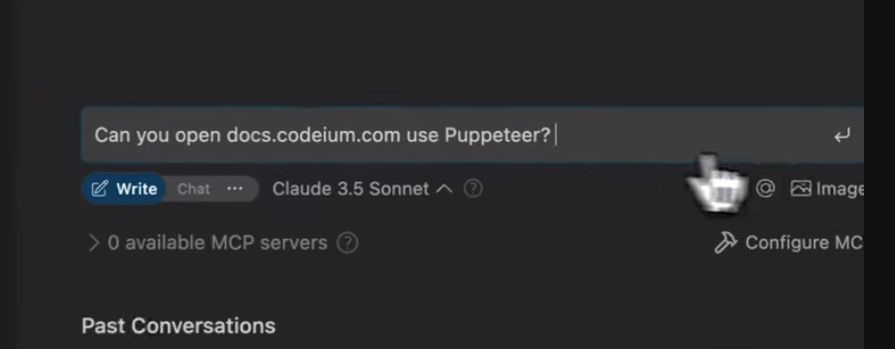 Can you open docs.codeium.com use Puppeteer?
Write Chat ... Claude 3.5 Sonnet @ Image
0 available MCP servers Configure MC
Past Conversations